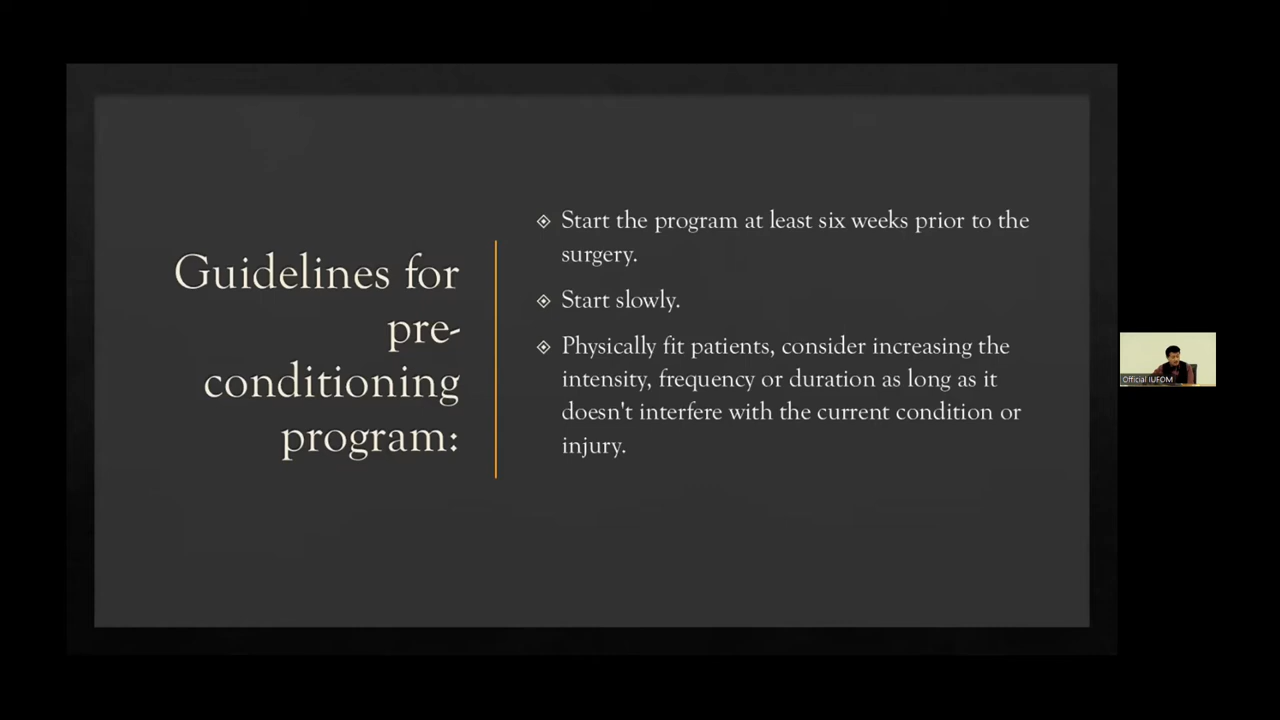 Guidelines for
pre-
conditioning
program:
Start the program at least six weeks prior to the
surgery.
Start slowly.
Physically fit patients, consider increasing the
intensity, frequency or duration as long as it
doesn't interfere with the current condition or
injury.
Official IUFOM